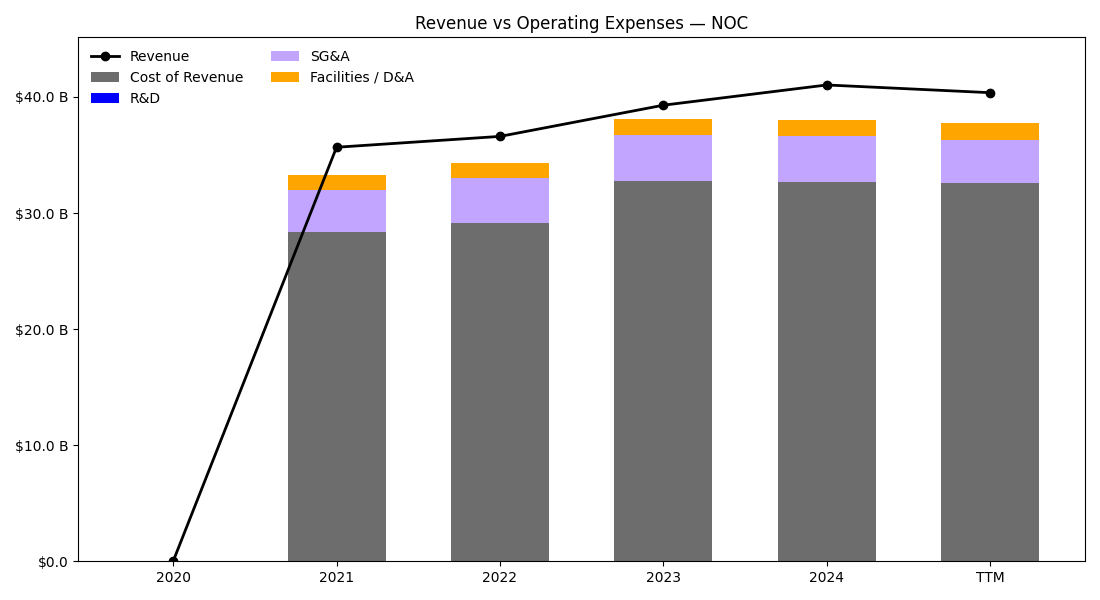 Revenue vs Operating Expenses — NOC
Revenue
Cost of Revenue
R&D
SG&A
Facilities / D&A
$40.0 B
$30.0 B
$20.0 B
$10.0 B
$0.0
2020 2021 2022 2023 2024 TTM